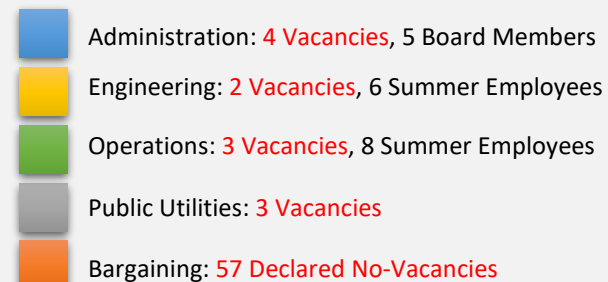 Administration: 4 Vacancies, 5 Board Members
Engineering: 2 Vacancies, 6 Summer Employees
Operations: 3 Vacancies, 8 Summer Employees
Public Utilities: 3 Vacancies
Bargaining: 57 Declared No-Vacancies